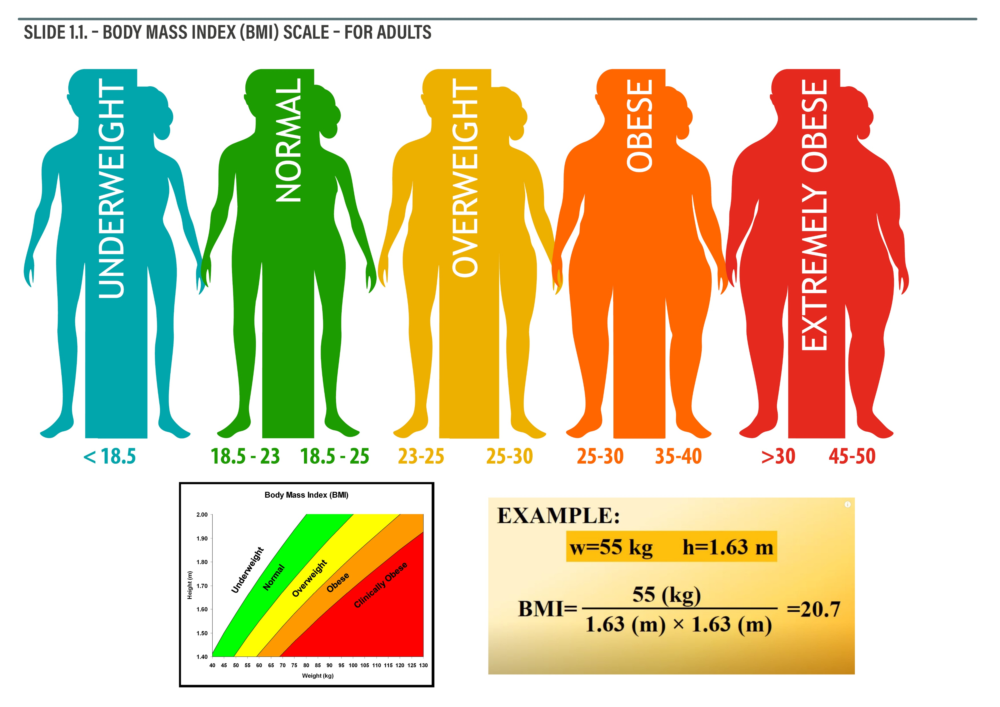 SLIDE 1.1. – BODY MASS INDEX (BMI) SCALE – FOR ADULTS
UNDERWEIGHT
NORMAL
OVERWEIGHT
OBESE
EXTREMELY OBESE
< 18.5
18.5 - 23
18.5 - 25
23-25
25-30
25-30
35-40
>30
45-50
Body Mass Index (BMI)
2.00
1.90
1.80
1.70
1.60
1.50
1.40
Height (m)
Underweight
Normal
Overweight
Obese
Clinically Obese
40 45 50 55 60 65 70 75 80 85 90 95 100 105 110 115 120 125 130
Weight (kg)
EXAMPLE:
w=55 kg h=1.63 m
55 (kg)
BMI= =20.7
1.63 (m) × 1.63 (m)
i